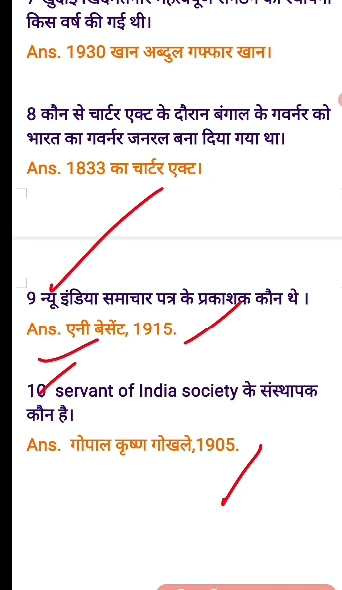 किस वर्ष की गई थी।
Ans. 1930 खान अब्दुल गफ्फार खान।
8 कौन से चार्टर एक्ट के दौरान बंगाल के गवर्नर को
भारत का गवर्नर जनरल बना दिया गया था।
Ans. 1833 का चार्टर एक्ट।
9 न्यू इंडिया समाचार पत्र के प्रकाशक कौन थे ।
Ans. एनी बेसेंट, 1915.
10 servant of India society के संस्थापक
कौन है।
Ans. गोपाल कृष्ण गोखले,1905.